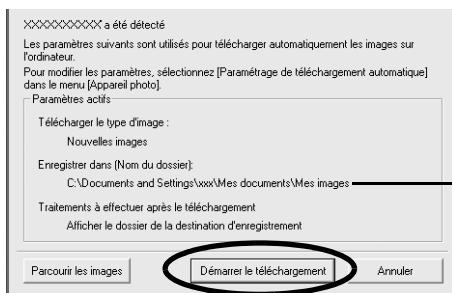 XXXXXXXXXX a été détecté
Les paramètres suivants sont utilisés pour télécharger automatiquement les images sur
l'ordinateur.
Pour modifier les paramètres, sélectionnez [Paramétrage de téléchargement automatique]
dans le menu [Appareil photo].
Paramètres actifs
Télécharger le type d'image :
Nouvelles images
Enregistrer dans (Nom du dossier):
C:\Documents and Settings\xxx\Mes documents\Mes images
Traitements à effectuer après le téléchargement
Afficher le dossier de la destination d'enregistrement
Parcourir les images
Démarrer le téléchargement
Annuler